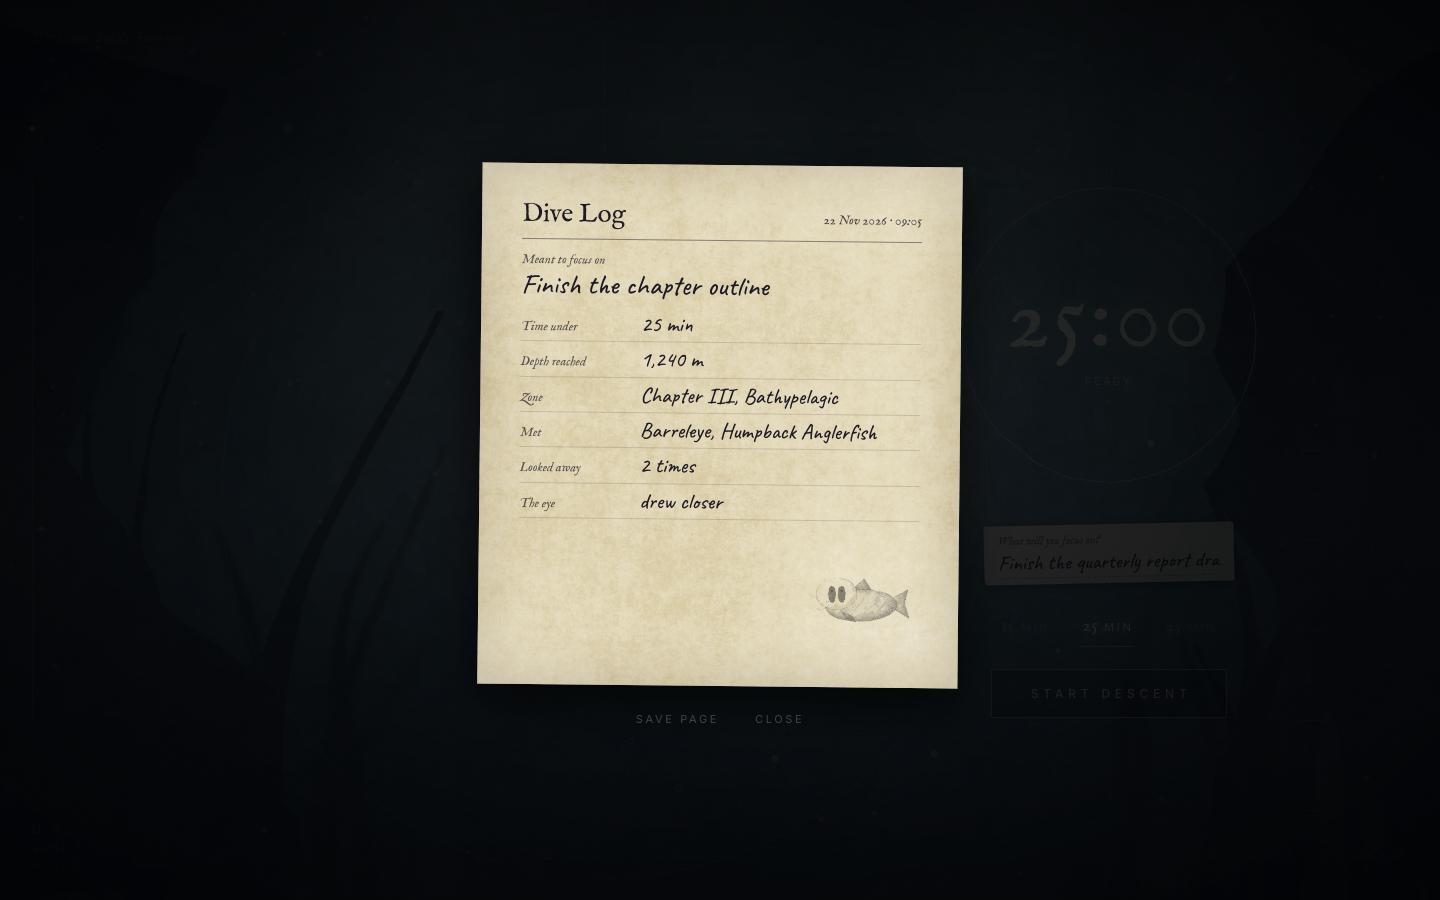 Dive Log
22 Nov 2026 · 09:05
Meant to focus on
Finish the chapter outline
Time under 25 min
Depth reached 1,240 m
Zone Chapter III, Bathypelagic
Met Barreleye, Humpback Anglerfish
Looked away 2 times
The eye drew closer
SAVE PAGE CLOSE
25:00
READY
What will you focus on?
Finish the quarterly report dra
25 MIN
START DESCENT